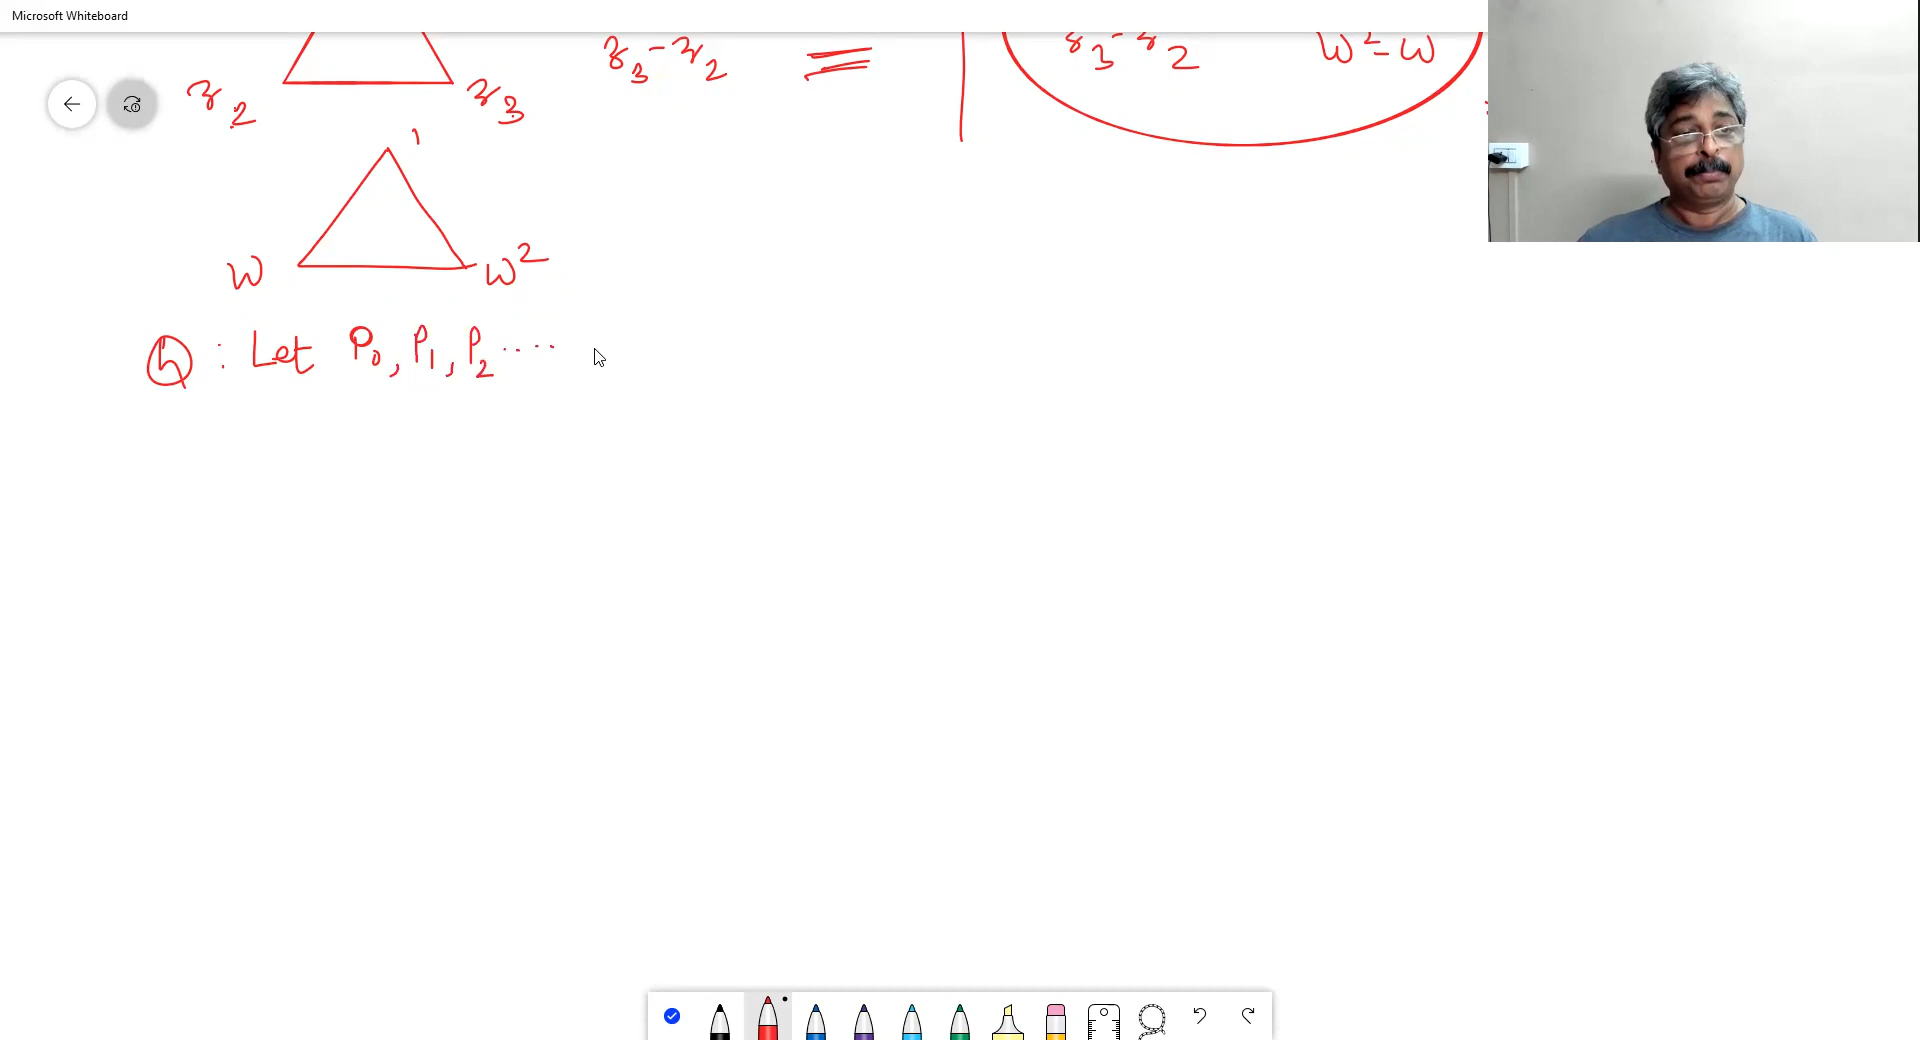 Microsoft Whiteboard
z₃ - z₂
z₃ - z₂ w² - w
z₂ z₃
1
w w²
Q : Let P₀, P₁, P₂ ....